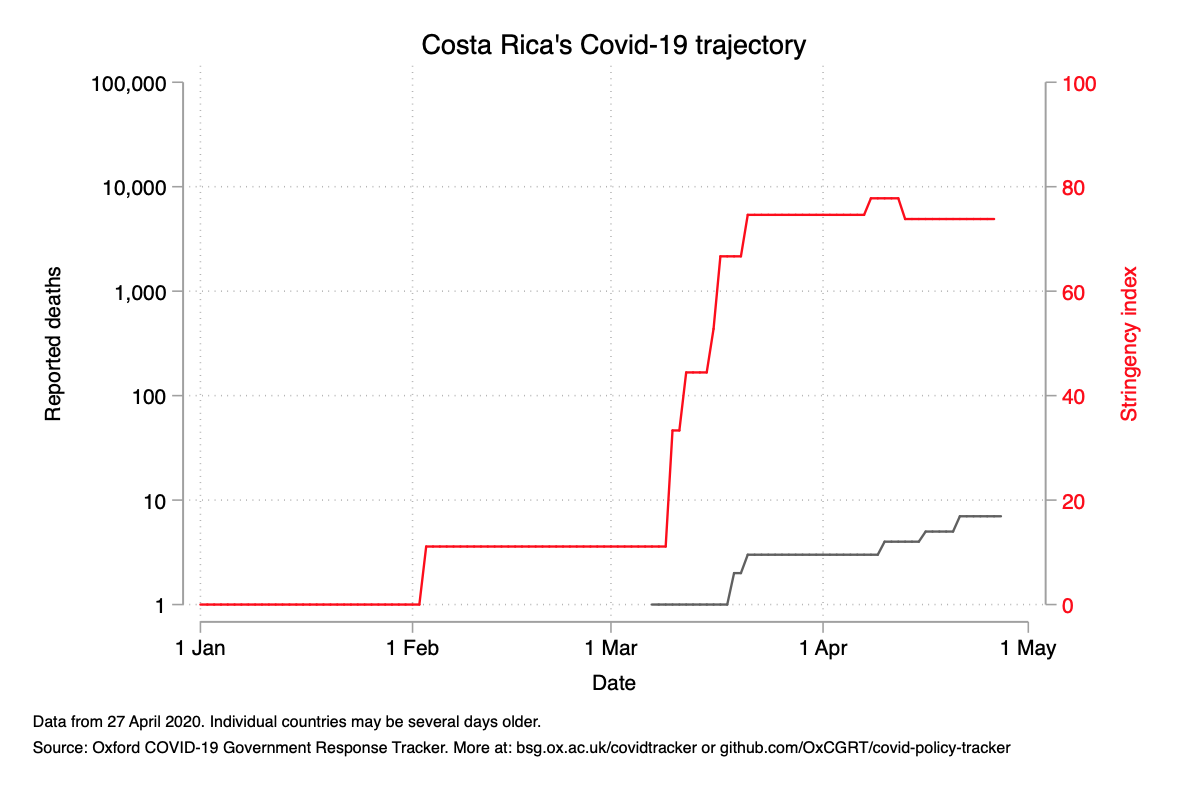 Costa Rica's Covid-19 trajectory
100,000
10,000
1,000
100
10
1
Reported deaths
100
80
60
40
20
0
Stringency index
1 Jan
1 Feb
1 Mar
1 Apr
1 May
Date
Data from 27 April 2020. Individual countries may be several days older.
Source: Oxford COVID-19 Government Response Tracker. More at: bsg.ox.ac.uk/covidtracker or github.com/OxCGRT/covid-policy-tracker